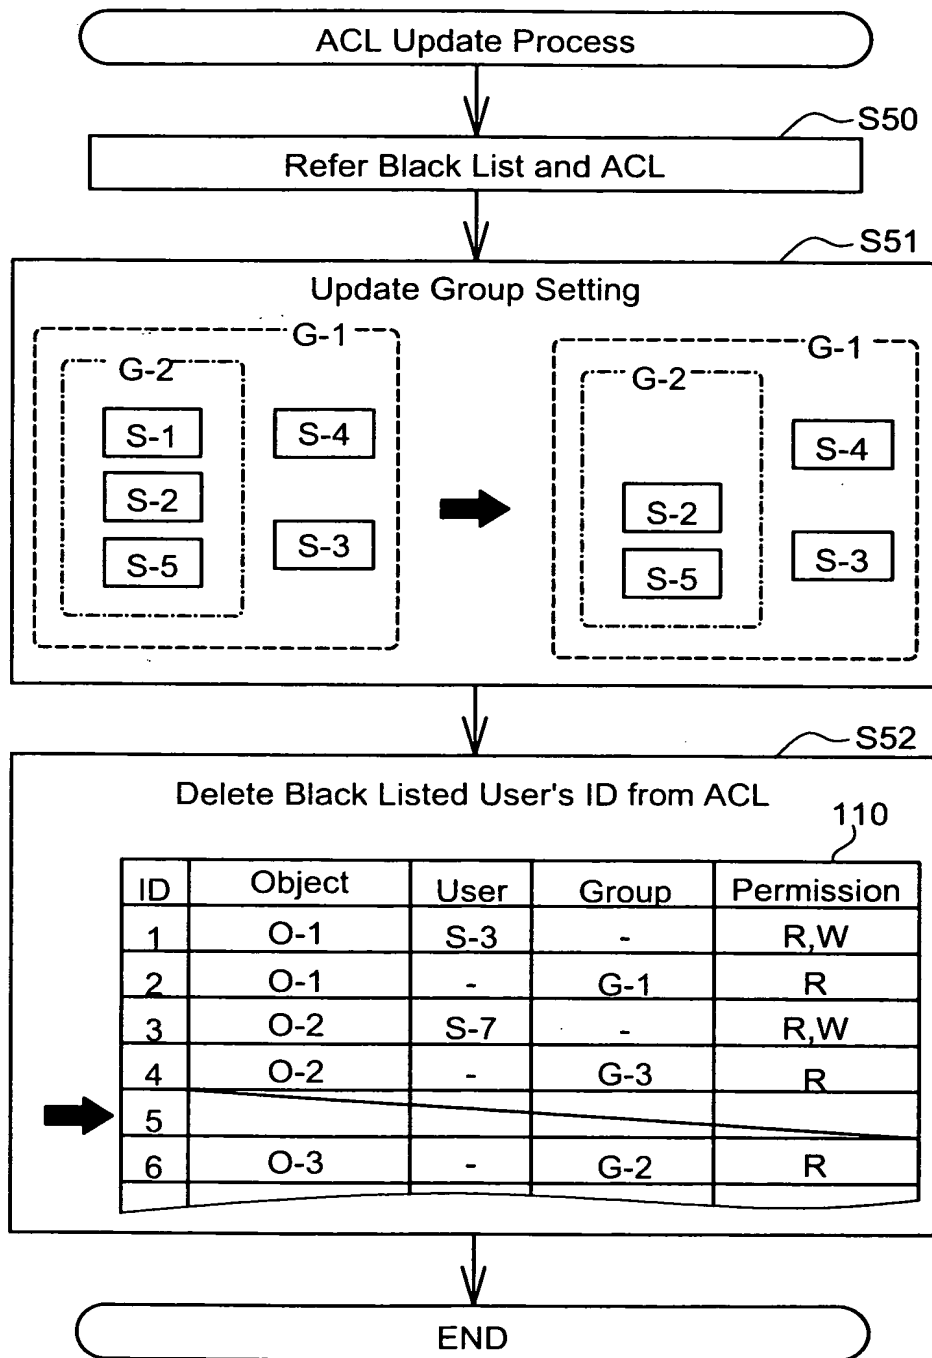 ACL Update Process
S50
Refer Black List and ACL
S51
Update Group Setting
G-1
G-2
S-1
S-4
S-2
S-3
S-5
G-1
G-2
S-4
S-2
S-3
S-5
S52
Delete Black Listed User's ID from ACL
110
ID Object User Group Permission
1 O-1 S-3 - R,W
2 O-1 - G-1 R
3 O-2 S-7 - R,W
4 O-2 - G-3 R
5
6 O-3 - G-2 R
END